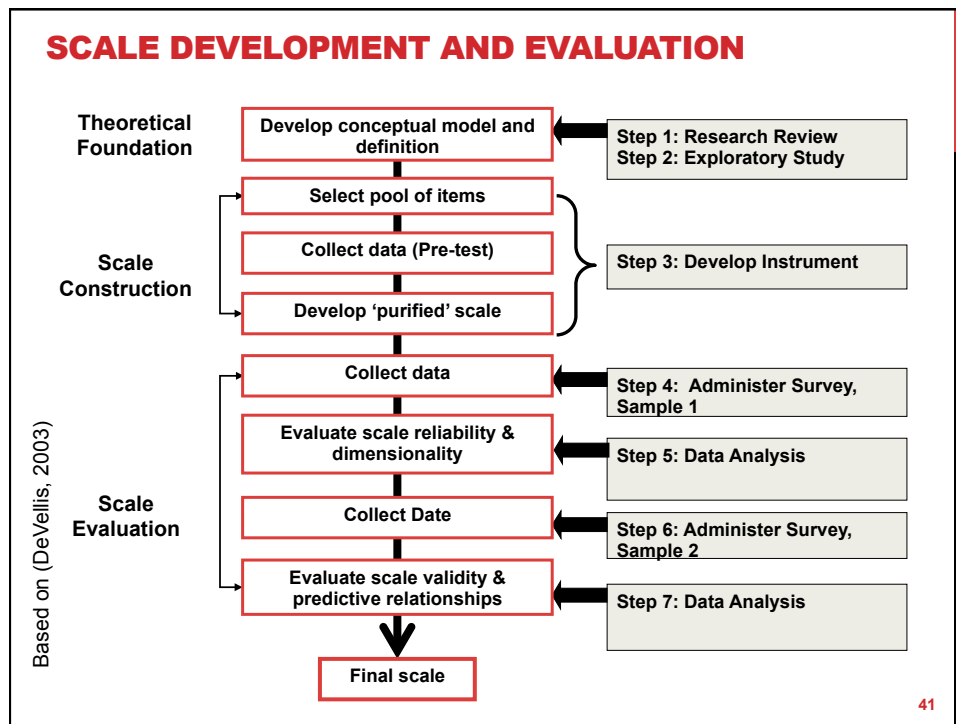 SCALE DEVELOPMENT AND EVALUATION
Theoretical
Foundation
Develop conceptual model and
definition
Step 1: Research Review
Step 2: Exploratory Study
Select pool of items
Collect data (Pre-test)
Scale
Construction
Develop ‘purified’ scale
Step 3: Develop Instrument
Collect data
Step 4: Administer Survey,
Sample 1
Evaluate scale reliability &
dimensionality
Step 5: Data Analysis
Scale
Evaluation
Collect Date
Step 6: Administer Survey,
Sample 2
Evaluate scale validity &
predictive relationships
Step 7: Data Analysis
Final scale
Based on (DeVellis, 2003)
41